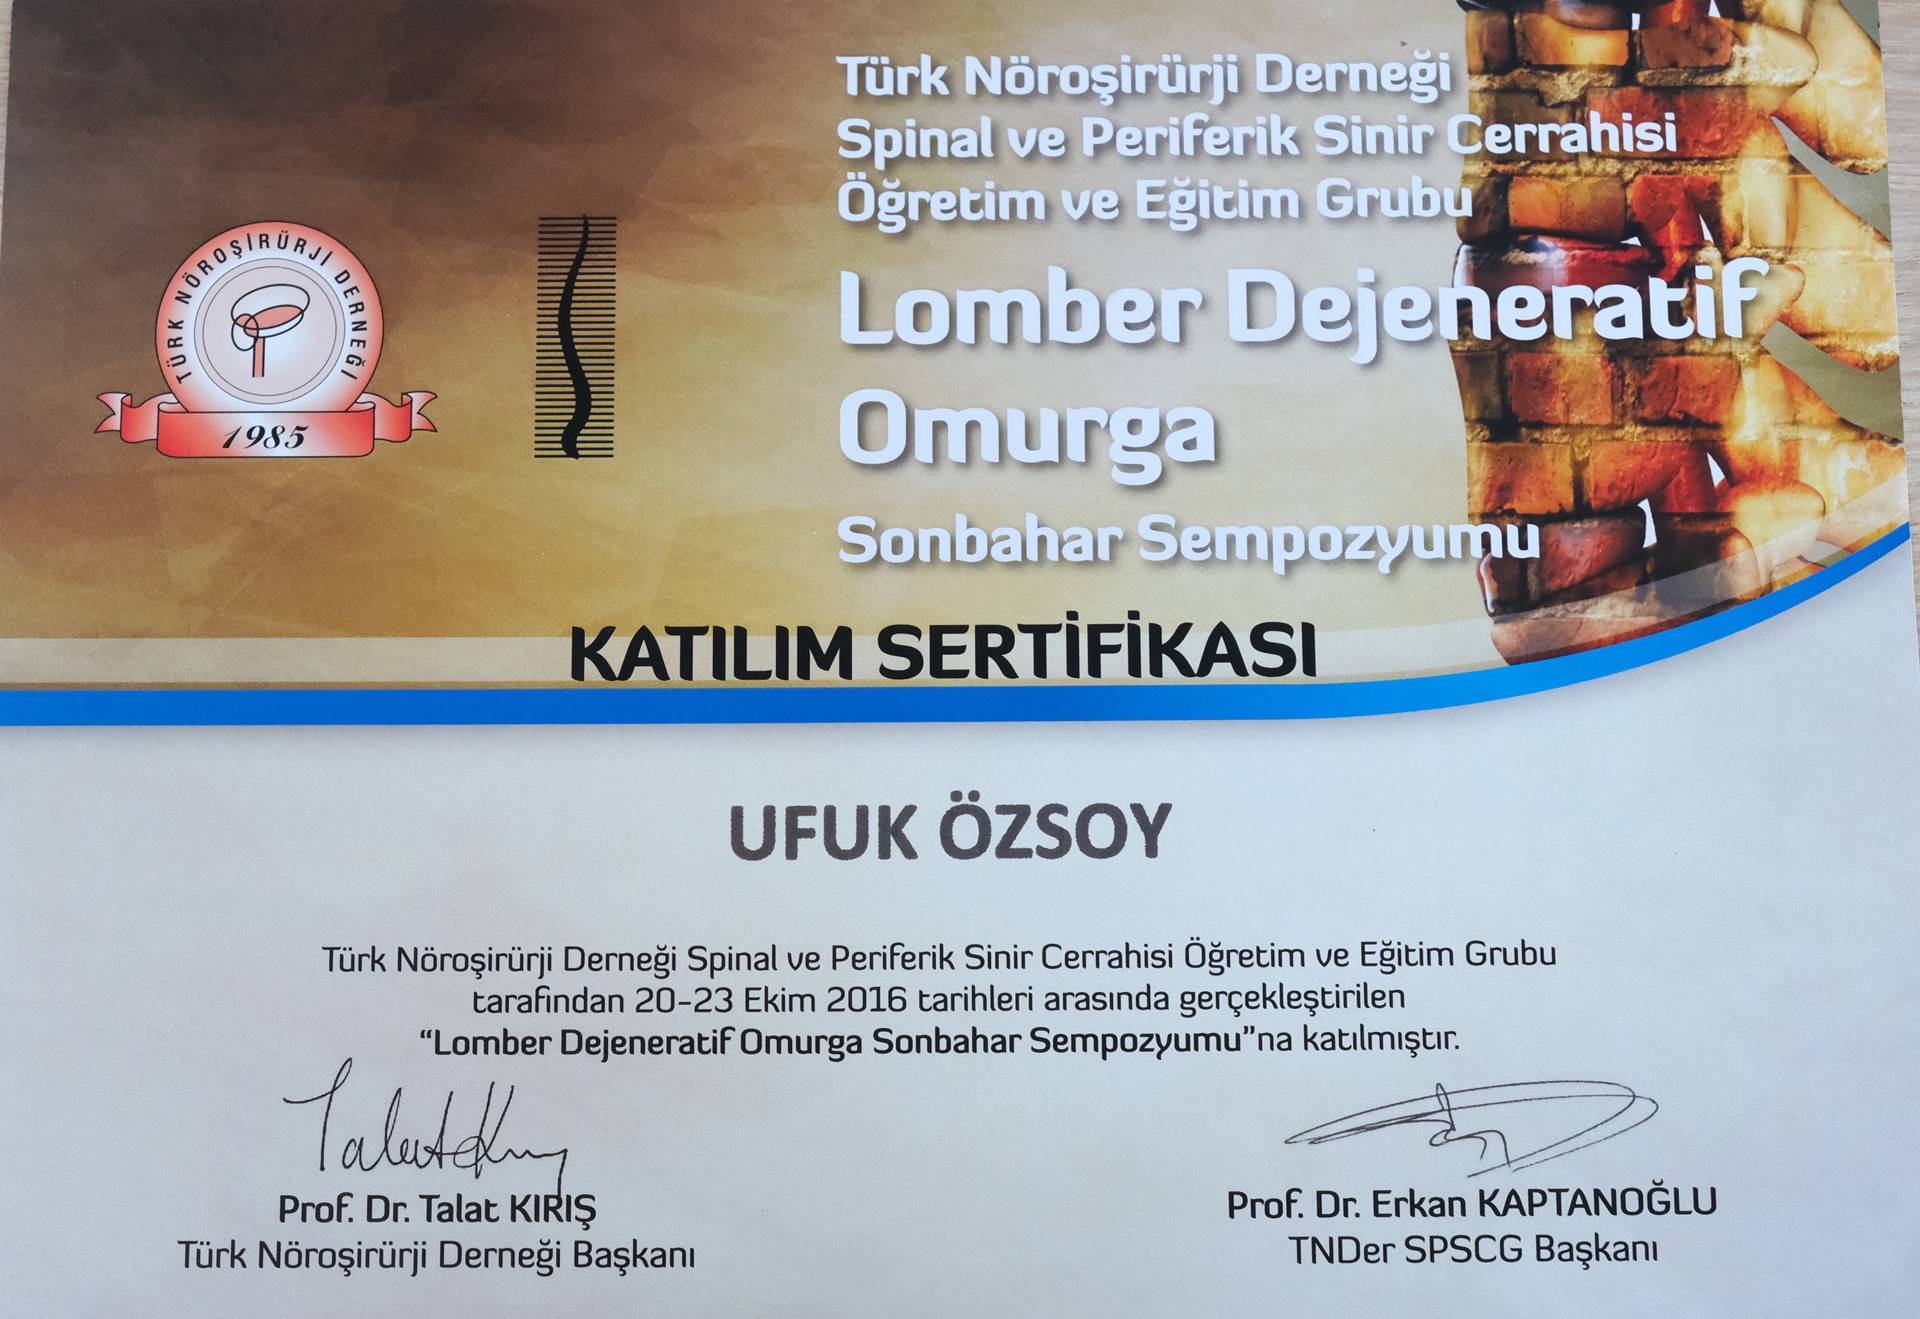 Türk Nöroşirürji Derneği
Spinal ve Periferik Sinir Cerrahisi
Öğretim ve Eğitim Grubu
Lomber Dejeneratif
Omurga
Sonbahar Sempozyumu
TÜRK NÖROŞİRÜRJİ DERNEĞİ
1985
KATILIM SERTİFİKASI
UFUK ÖZSOY
Türk Nöroşirürji Derneği Spinal ve Periferik Sinir Cerrahisi Öğretim ve Eğitim Grubu
tarafından 20-23 Ekim 2016 tarihleri arasında gerçekleştirilen
“Lomber Dejeneratif Omurga Sonbahar Sempozyumu”na katılmıştır.
Talat Kırış
Prof. Dr. Talat KIRIŞ
Türk Nöroşirürji Derneği Başkanı
Prof. Dr. Erkan KAPTANOĞLU
TNDer SPSCG Başkanı